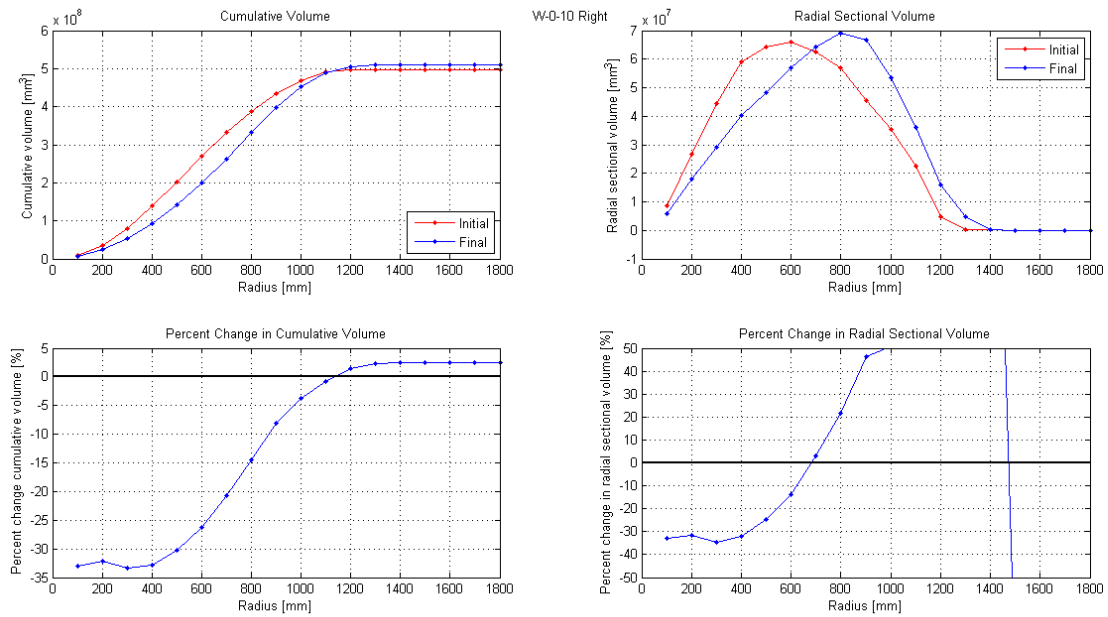 W-0-10 Right
Cumulative Volume
x 10^8
6
5
4
3
2
1
0
0 200 400 600 800 1000 1200 1400 1600 1800
Radius [mm]
Cumulative volume [mm³]
Initial
Final
Radial Sectional Volume
x 10^7
7
6
5
4
3
2
1
0
-1
0 200 400 600 800 1000 1200 1400 1600 1800
Radius [mm]
Radial sectional volume [mm³]
Initial
Final
Percent Change in Cumulative Volume
5
0
-5
-10
-15
-20
-25
-30
-35
0 200 400 600 800 1000 1200 1400 1600 1800
Radius [mm]
Percent change cumulative volume [%]
Percent Change in Radial Sectional Volume
50
40
30
20
10
0
-10
-20
-30
-40
-50
0 200 400 600 800 1000 1200 1400 1600 1800
Radius [mm]
Percent change in radial sectional volume [%]